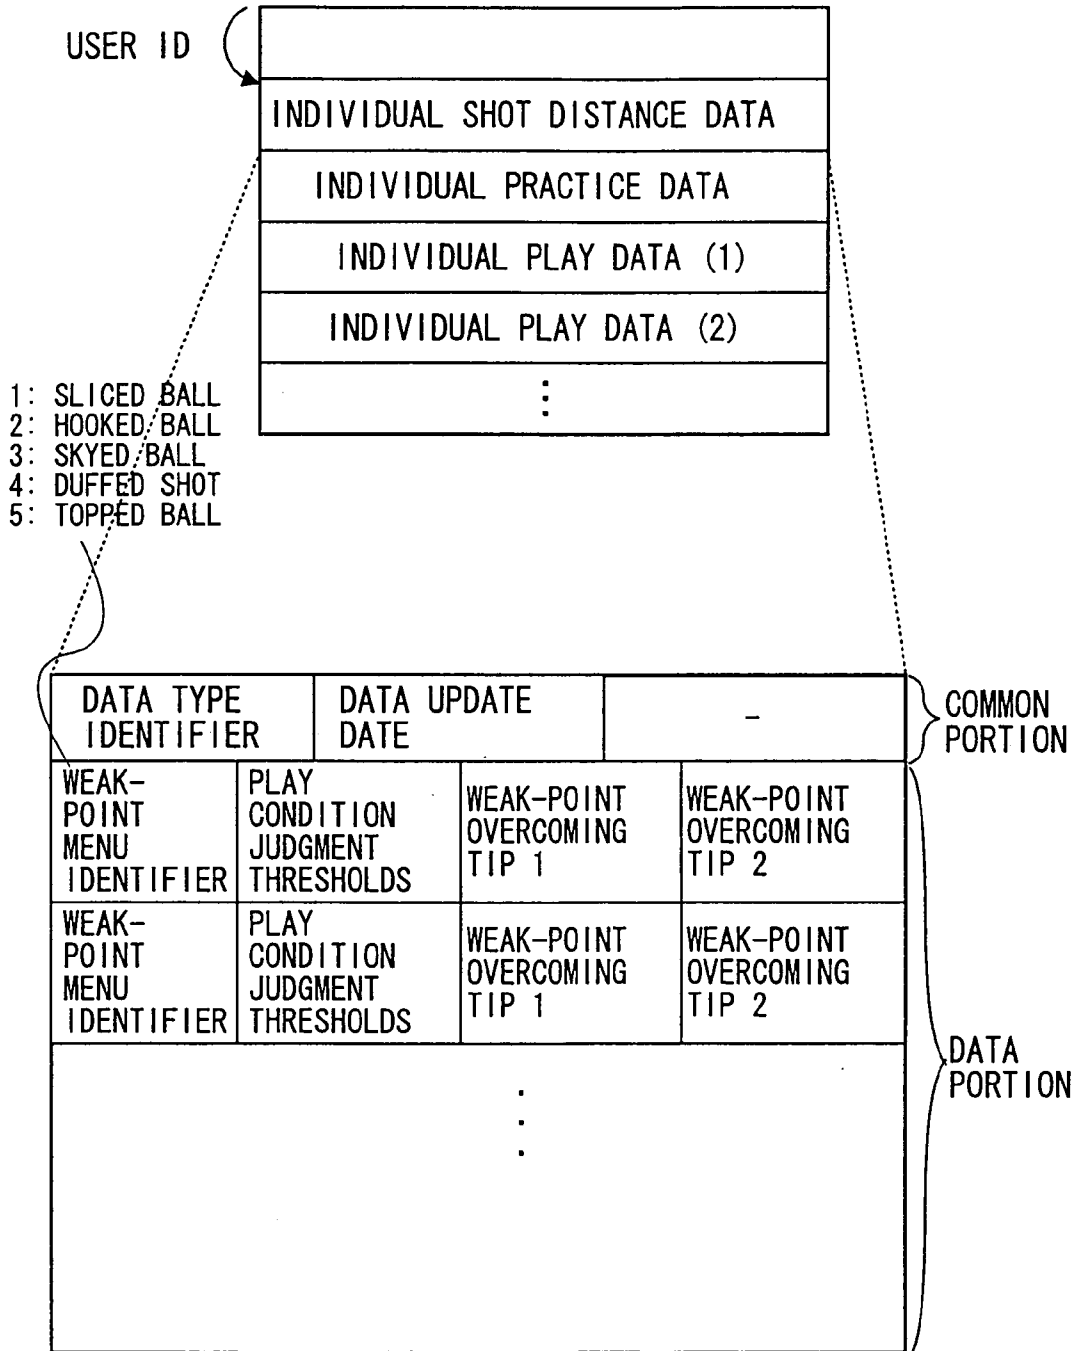 USER ID
INDIVIDUAL SHOT DISTANCE DATA
INDIVIDUAL PRACTICE DATA
INDIVIDUAL PLAY DATA (1)
INDIVIDUAL PLAY DATA (2)
1: SLICED BALL
2: HOOKED BALL
3: SKYED BALL
4: DUFFED SHOT
5: TOPPED BALL
DATA TYPE
IDENTIFIER
DATA UPDATE
DATE
-
COMMON
PORTION
WEAK-
POINT
MENU
IDENTIFIER
PLAY
CONDITION
JUDGMENT
THRESHOLDS
WEAK-POINT
OVERCOMING
TIP 1
WEAK-POINT
OVERCOMING
TIP 2
WEAK-
POINT
MENU
IDENTIFIER
PLAY
CONDITION
JUDGMENT
THRESHOLDS
WEAK-POINT
OVERCOMING
TIP 1
WEAK-POINT
OVERCOMING
TIP 2
DATA
PORTION